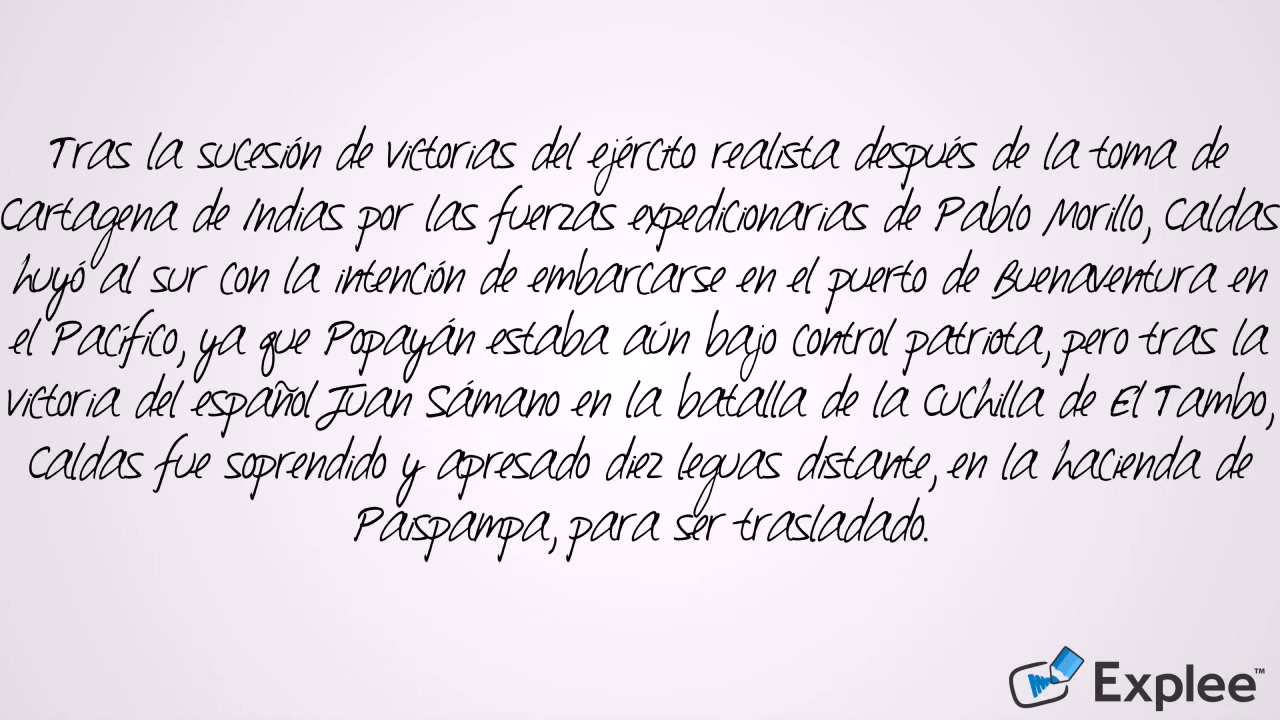 Tras la sucesión de victorias del ejército realista después de la toma de
Cartagena de Indias por las fuerzas expedicionarias de Pablo Morillo, Caldas
huyó al sur con la intención de embarcarse en el puerto de Buenaventura en
el Pacífico, ya que Popayán estaba aún bajo control patriota, pero tras la
victoria del español Juan Sámano en la batalla de la Cuchilla de El Tambo,
Caldas fue soprendido y apresado diez leguas distante, en la hacienda de
Paispampa, para ser trasladado.
Explee™